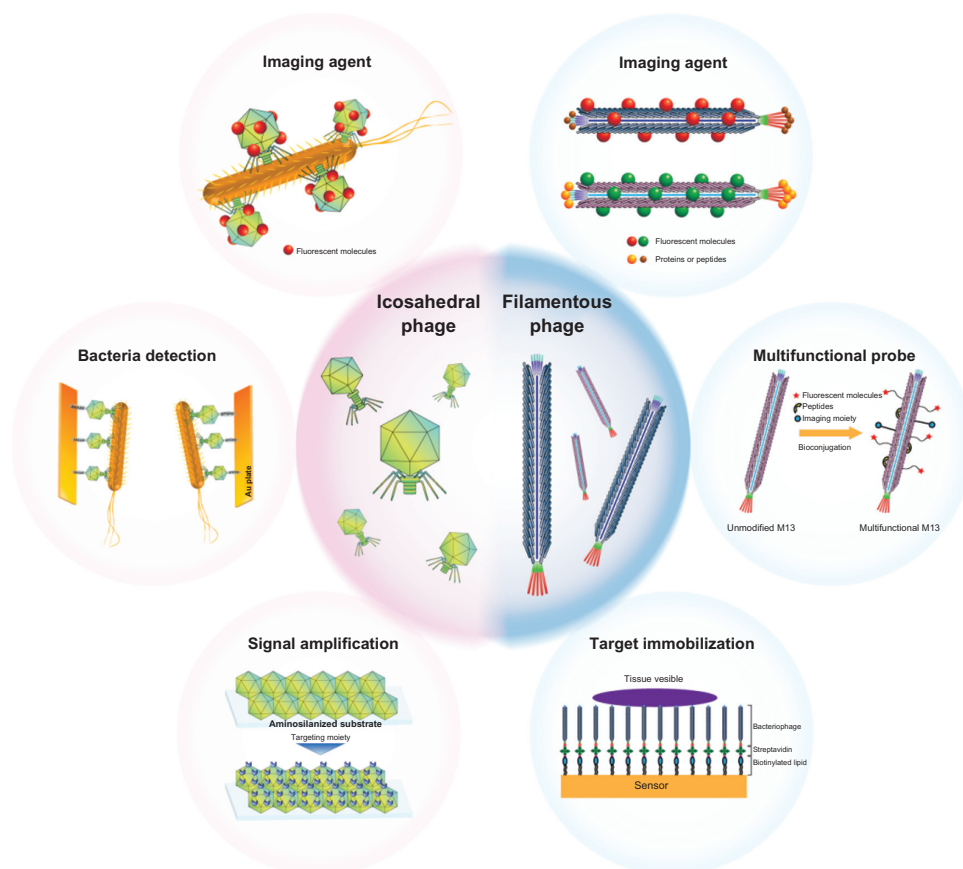 Imaging agent
Fluorescent molecules
Imaging agent
Fluorescent molecules
Proteins or peptides
Icosahedral
phage
Filamentous
phage
Bacteria detection
Au plate
Multifunctional probe
Fluorescent molecules
Peptides
Imaging moiety
Bioconjugation
Unmodified M13
Multifunctional M13
Signal amplification
Aminosilanized substrate
Targeting moiety
Target immobilization
Tissue vesible
Bacteriophage
Streptavidin
Biotinylated lipid
Sensor